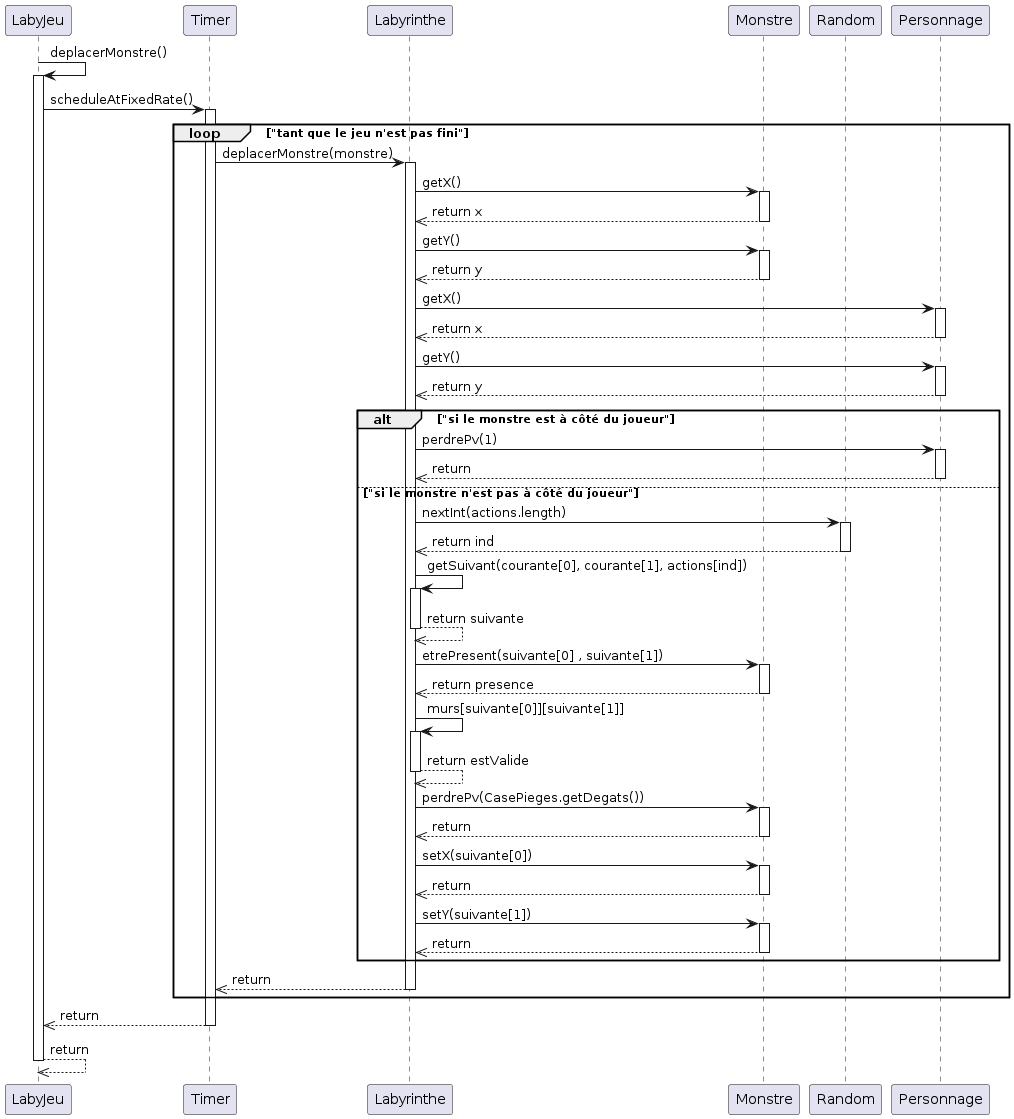 LabyJeu Timer Labyrinthe Monstre Random Personnage
deplacerMonstre()
scheduleAtFixedRate()
loop ["tant que le jeu n'est pas fini"]
deplacerMonstre(monstre)
getX()
return x
getY()
return y
getX()
return x
getY()
return y
alt ["si le monstre est à côté du joueur"]
perdrePv(1)
return
["si le monstre n'est pas à côté du joueur"]
nextInt(actions.length)
return ind
getSuivant(courante[0], courante[1], actions[ind])
return suivante
etrePresent(suivante[0] , suivante[1])
return presence
murs[suivante[0]][suivante[1]]
return estValide
perdrePv(CasePieges.getDegats())
return
setX(suivante[0])
return
setY(suivante[1])
return
return
return
return
LabyJeu Timer Labyrinthe Monstre Random Personnage